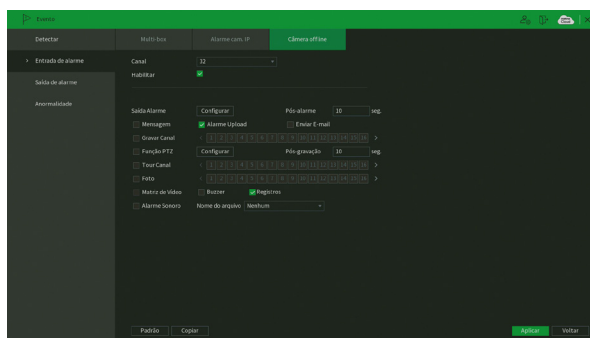 Evento
Detectar
Multi-box
Alarme cam. IP
Câmera offline
Entrada de alarme
Canal
32
Habilitar
Saída de alarme
Anormalidade
Saída Alarme
Configurar
Pós-alarme
10
seg.
Mensagem
Alarme Upload
Enviar E-mail
Gravar Canal
1 2 3 4 5 6 7 8 9 10 11 12 13 14 15 16
Função PTZ
Configurar
Pós-gravação
10
seg.
Tour Canal
1 2 3 4 5 6 7 8 9 10 11 12 13 14 15 16
Foto
1 2 3 4 5 6 7 8 9 10 11 12 13 14 15 16
Matriz de Vídeo
Buzzer
Registros
Alarme Sonoro
Nome do arquivo
Nenhum
Padrão
Copiar
Aplicar
Voltar